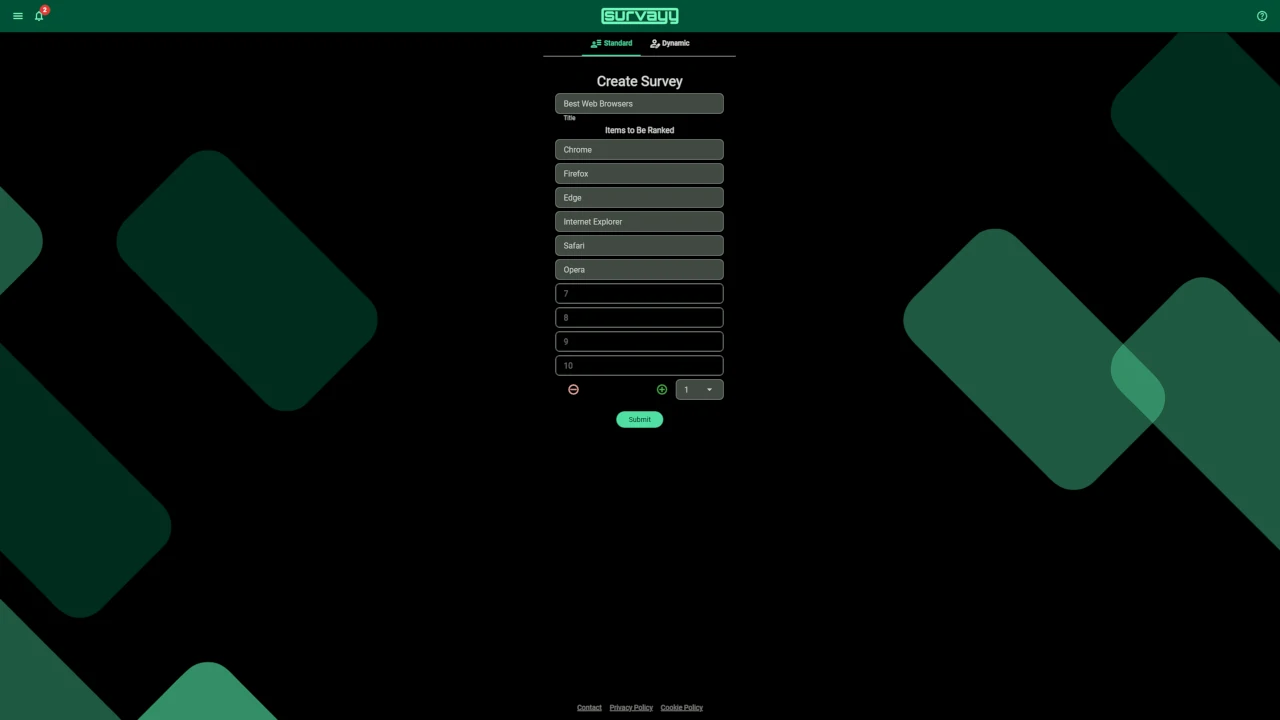 2
survayy
Standard Dynamic
Create Survey
Best Web Browsers
Title
Items to Be Ranked
Chrome
Firefox
Edge
Internet Explorer
Safari
Opera
7
8
9
10
1
Submit
Contact Privacy Policy Cookie Policy